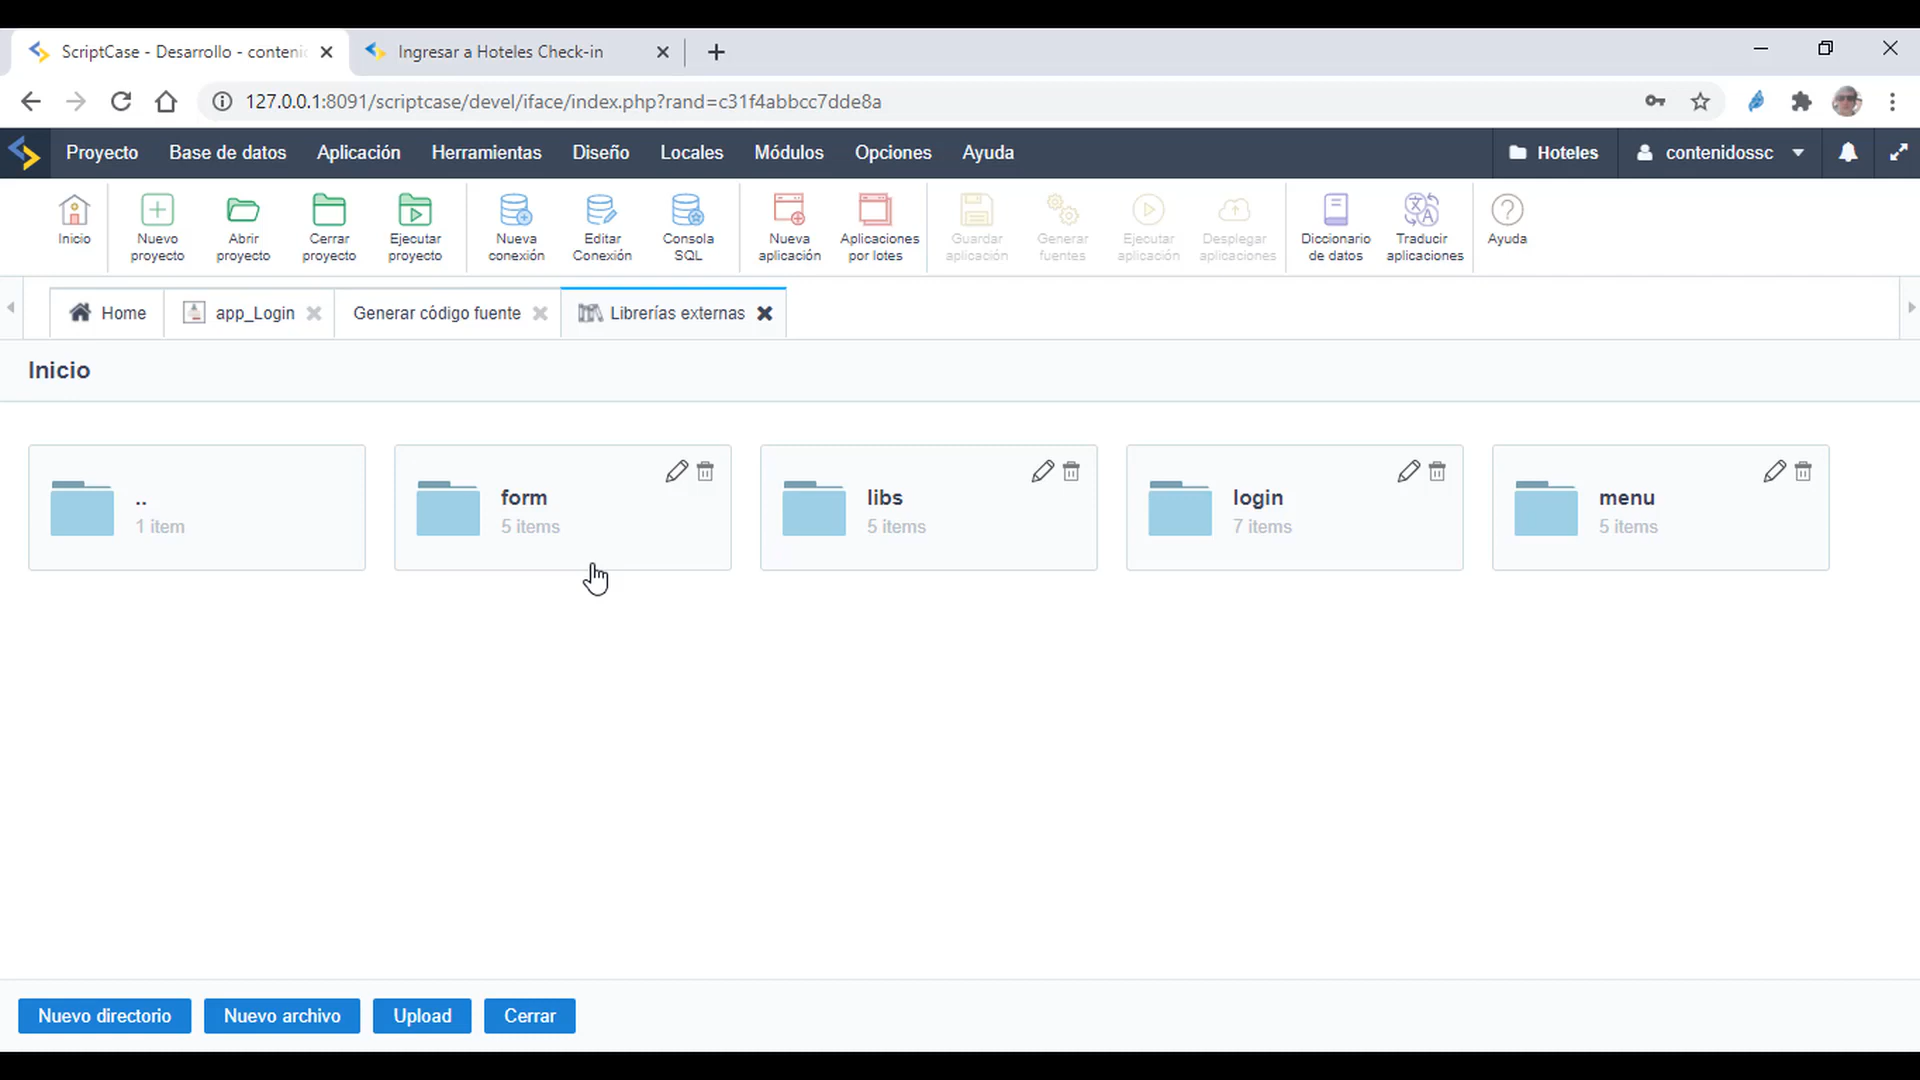 ScriptCase - Desarrollo - conteni
Ingresar a Hoteles Check-in
127.0.0.1:8091/scriptcase/devel/iface/index.php?rand=c31f4abbcc7dde8a
Proyecto Base de datos Aplicación Herramientas Diseño Locales Módulos Opciones Ayuda Hoteles contenidossc
Inicio
Nuevo proyecto
Abrir proyecto
Cerrar proyecto
Ejecutar proyecto
Nueva conexión
Editar Conexión
Consola SQL
Nueva aplicación
Aplicaciones por lotes
Guardar aplicación
Generar fuentes
Ejecutar aplicación
Desplegar aplicaciones
Diccionario de datos
Traducir aplicaciones
Ayuda
Home app_Login Generar código fuente Librerías externas
Inicio
..
1 item
form
5 items
libs
5 items
login
7 items
menu
5 items
Nuevo directorio Nuevo archivo Upload Cerrar